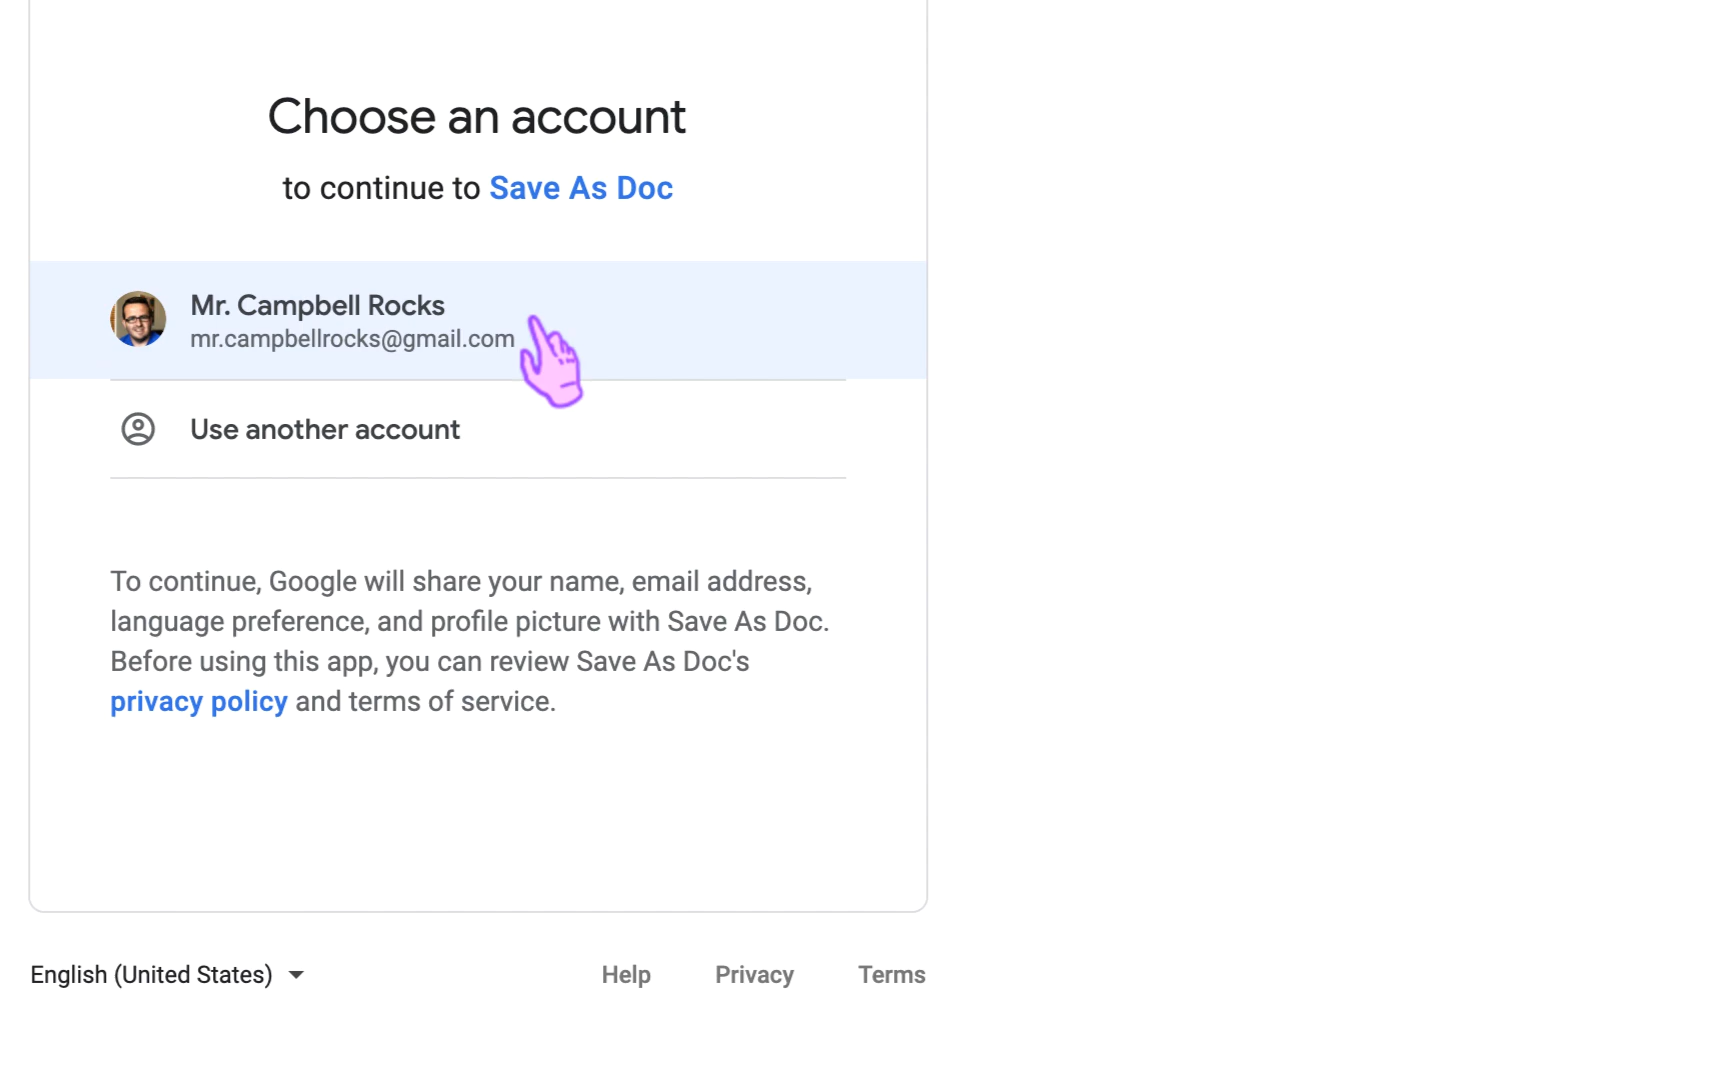 Choose an account
to continue to Save As Doc
Mr. Campbell Rocks
mr.campbellrocks@gmail.com
Use another account
To continue, Google will share your name, email address,
language preference, and profile picture with Save As Doc.
Before using this app, you can review Save As Doc's
privacy policy and terms of service.
English (United States)
Help
Privacy
Terms